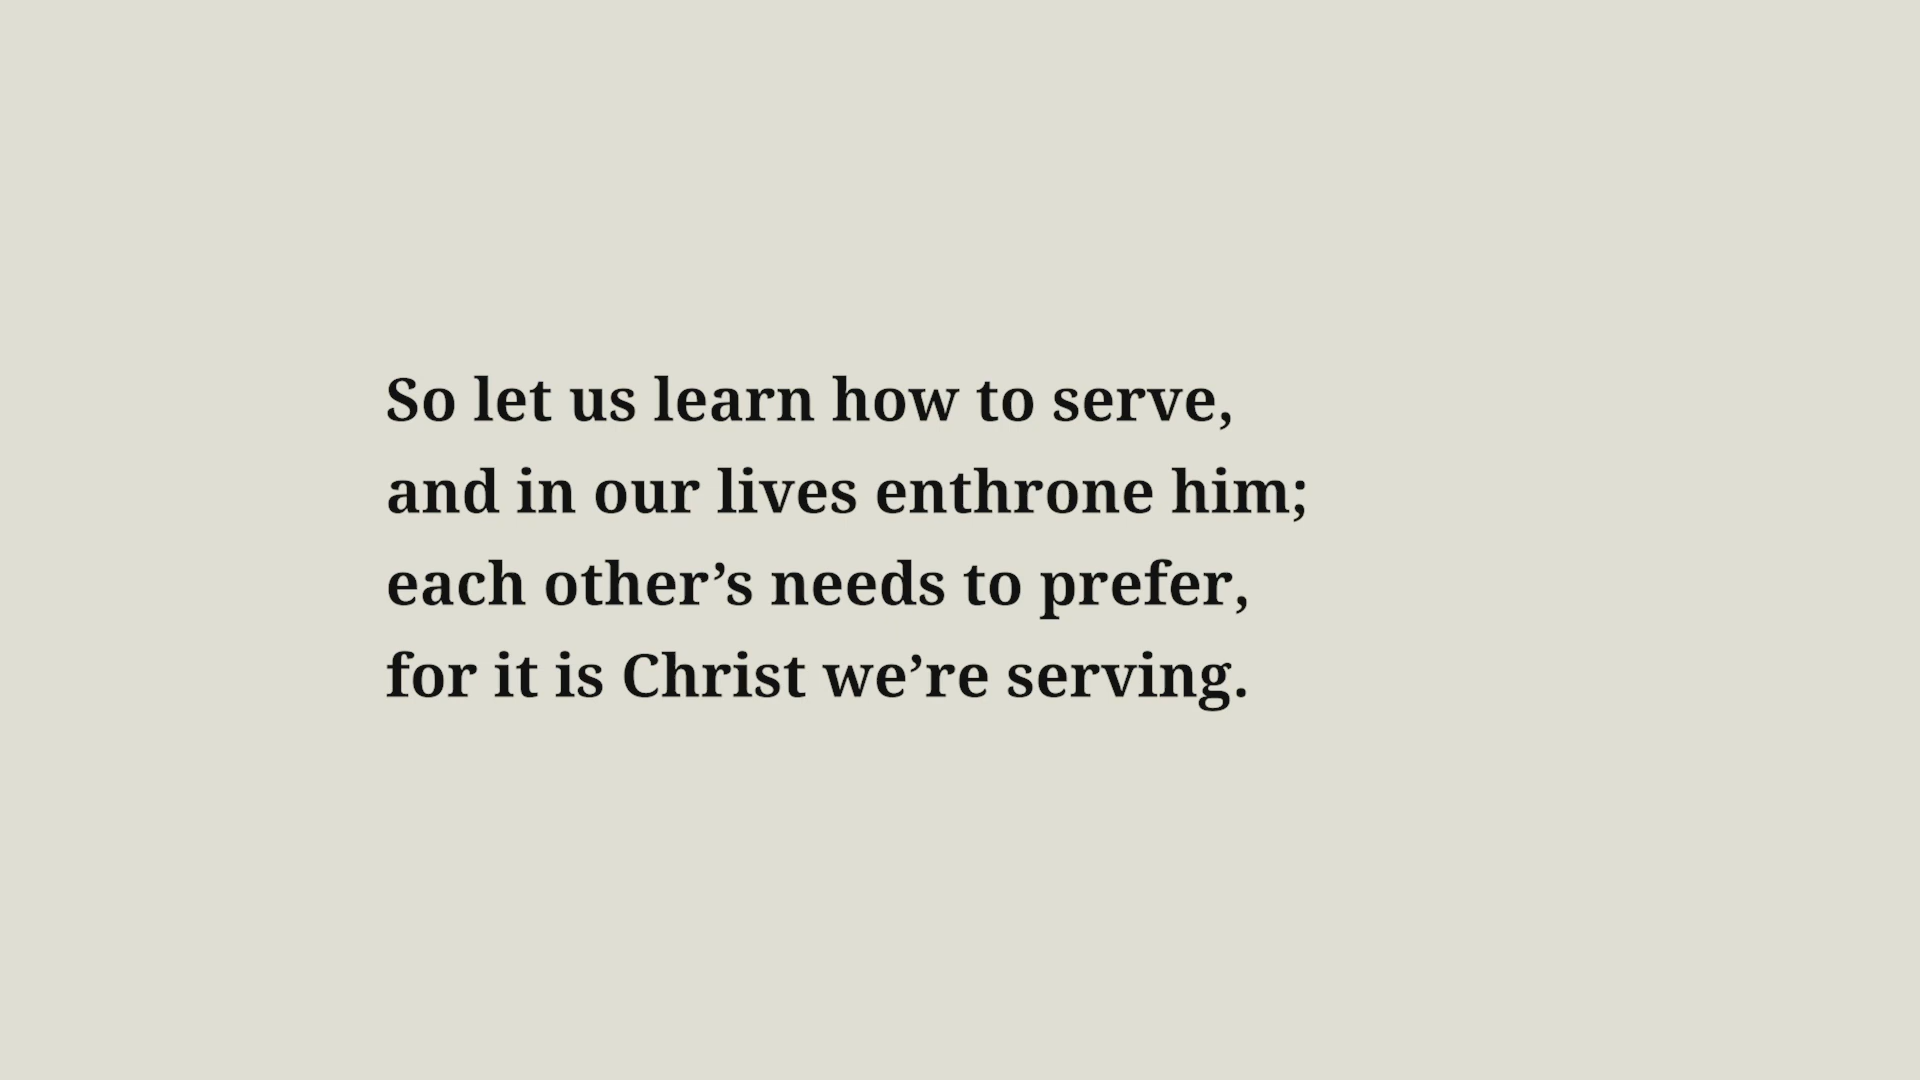 So let us learn how to serve,
and in our lives enthrone him;
each other’s needs to prefer,
for it is Christ we’re serving.